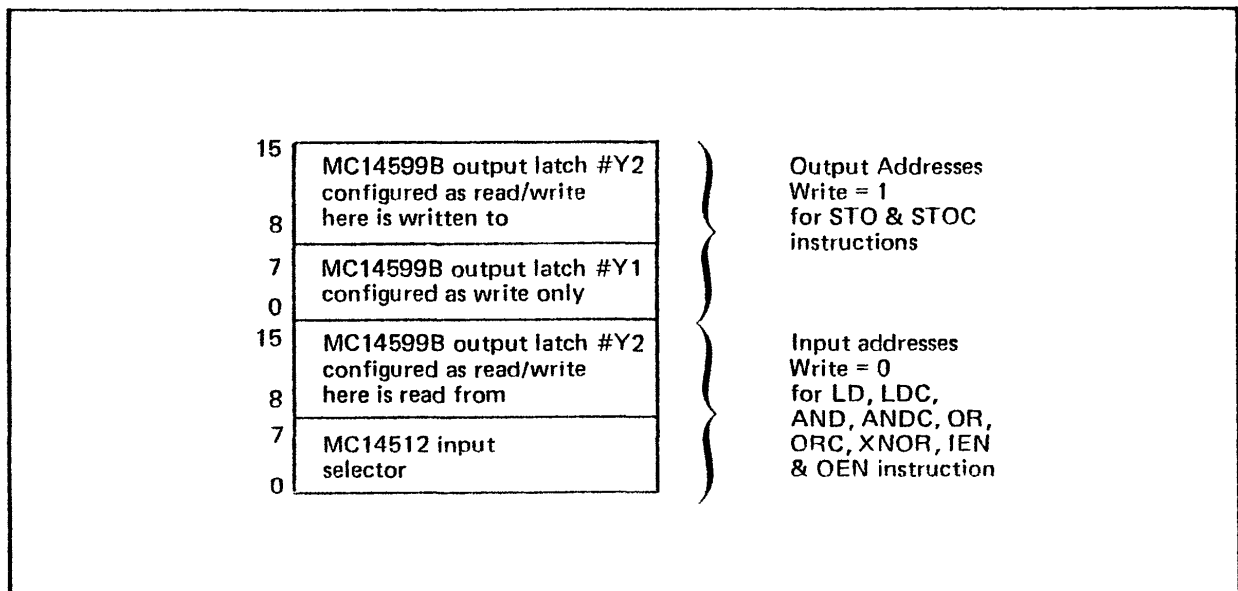 15
MC14599B output latch #Y2
configured as read/write
here is written to
8
7
MC14599B output latch #Y1
configured as write only
0
Output Addresses
Write = 1
for STO & STOC
instructions
15
MC14599B output latch #Y2
configured as read/write
here is read from
8
7
MC14512 input
selector
0
Input addresses
Write = 0
for LD, LDC,
AND, ANDC, OR,
ORC, XNOR, IEN
& OEN instruction